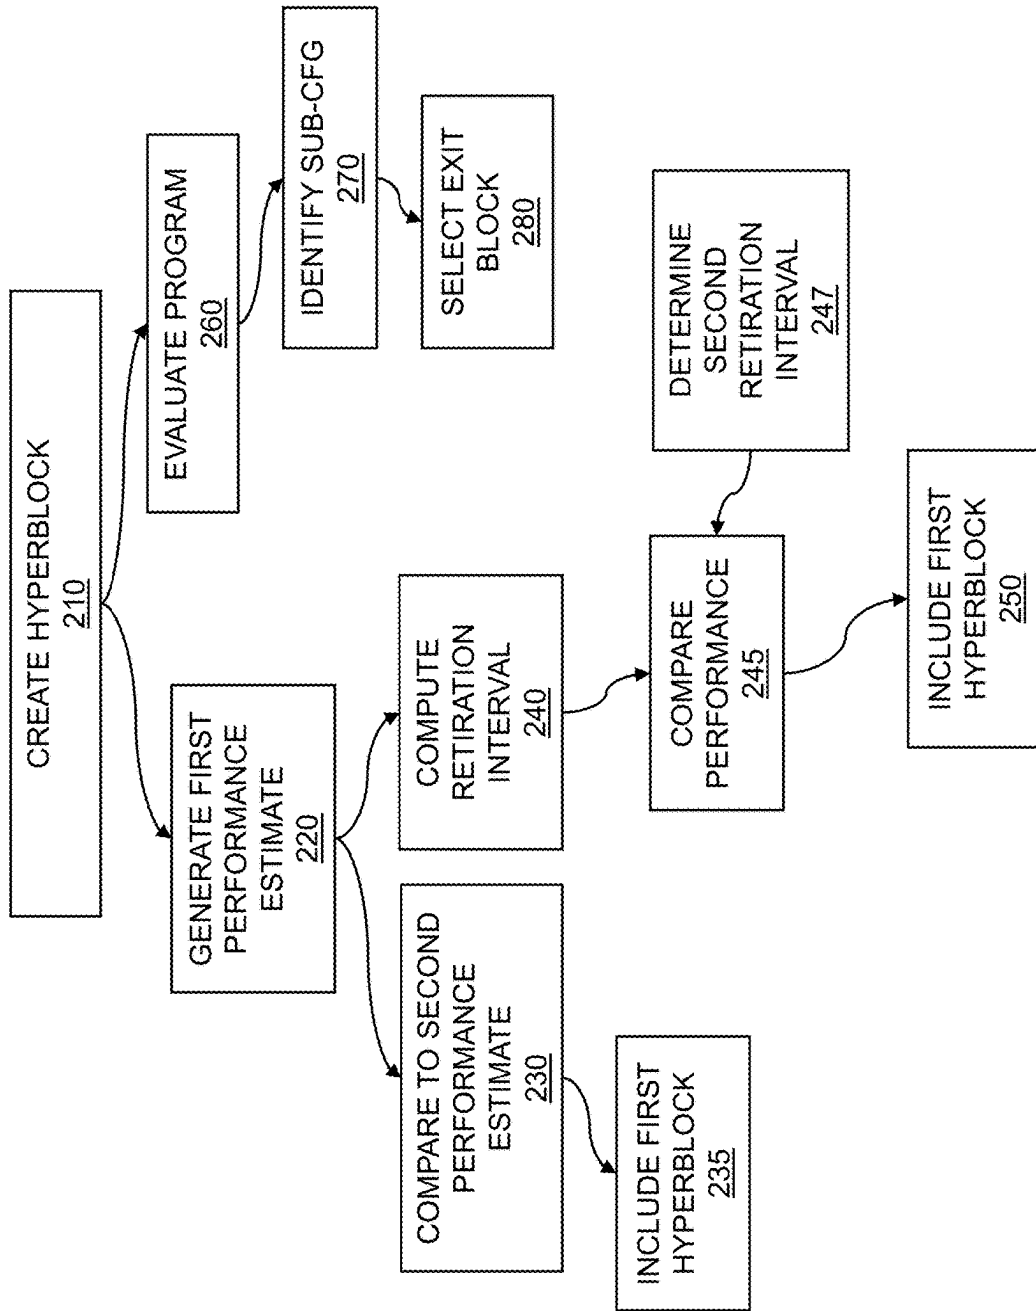 CREATE HYPERBLOCK
210
GENERATE FIRST
PERFORMANCE
ESTIMATE
220
EVALUATE PROGRAM
260
COMPARE TO SECOND
PERFORMANCE
ESTIMATE
230
COMPUTE
RETIRATION
INTERVAL
240
IDENTIFY SUB-CFG
270
SELECT EXIT
BLOCK
280
INCLUDE FIRST
HYPERBLOCK
235
COMPARE
PERFORMANCE
245
DETERMINE
SECOND
RETIRATION
INTERVAL
247
INCLUDE FIRST
HYPERBLOCK
250